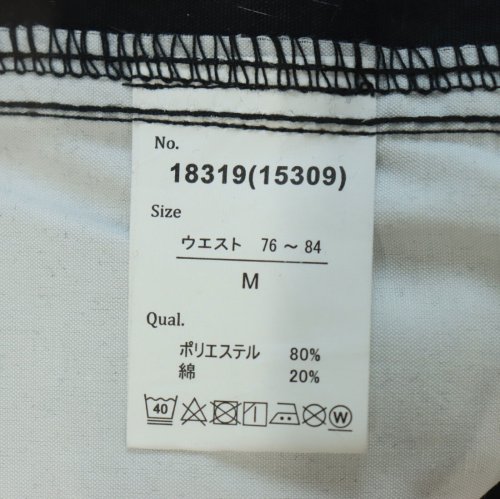 No.
18319(15309)
Size
ウエスト 76 ～ 84
M
Qual.
ポリエステル 80%
綿 20%
40 W